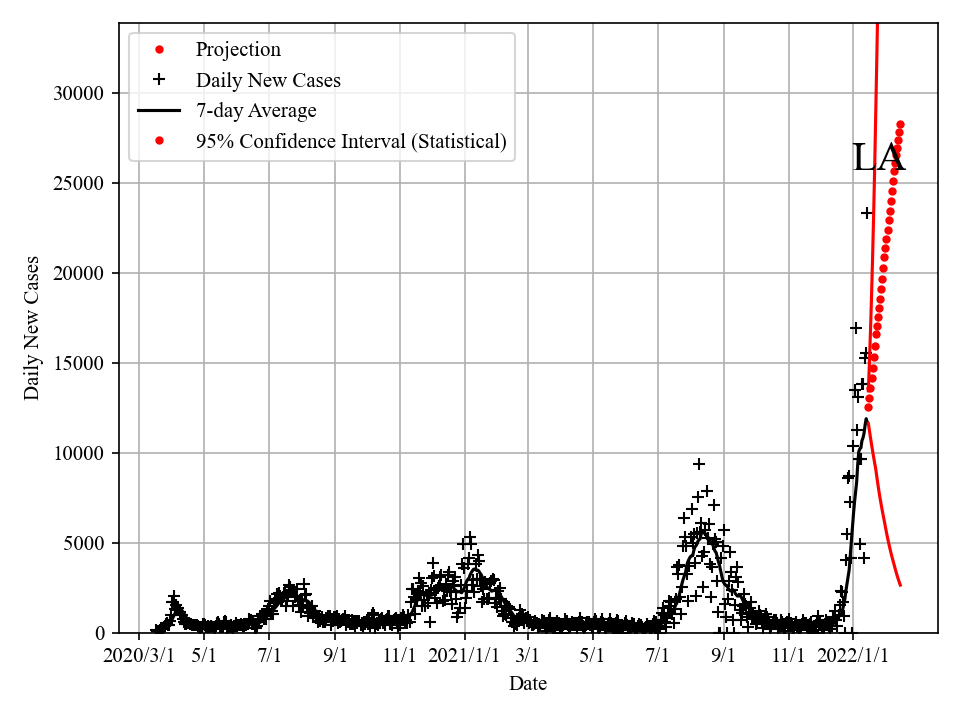 Projection
Daily New Cases
7-day Average
95% Confidence Interval (Statistical)
LA
30000
25000
20000
15000
10000
5000
0
Daily New Cases
2020/3/1 5/1 7/1 9/1 11/1 2021/1/1 3/1 5/1 7/1 9/1 11/1 2022/1/1
Date